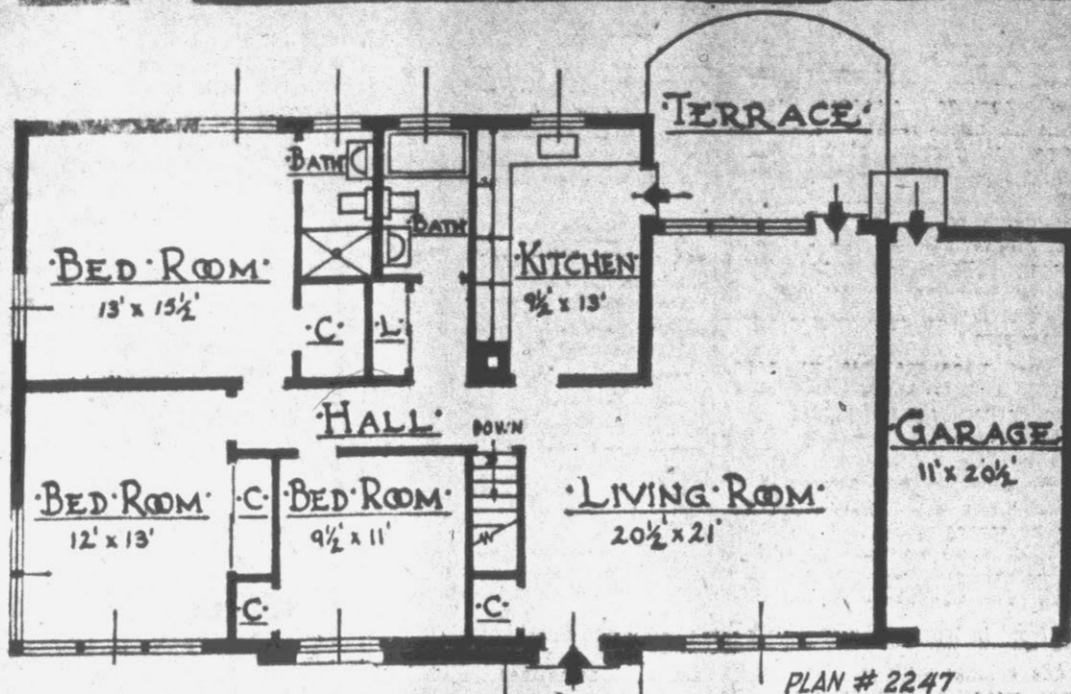 ·TERRACE·
·BATH·
·BATH·
·BED·ROOM·
13' x 15½'
·KITCHEN·
9½' x 13'
·C·
·L·
·HALL·
DOWN
·GARAGE·
11' x 20½'
·BED·ROOM·
12' x 13'
·C·
·BED·ROOM·
9½' x 11'
·LIVING·ROOM·
20½' x 21'
·C·
·C·
PLAN # 2247